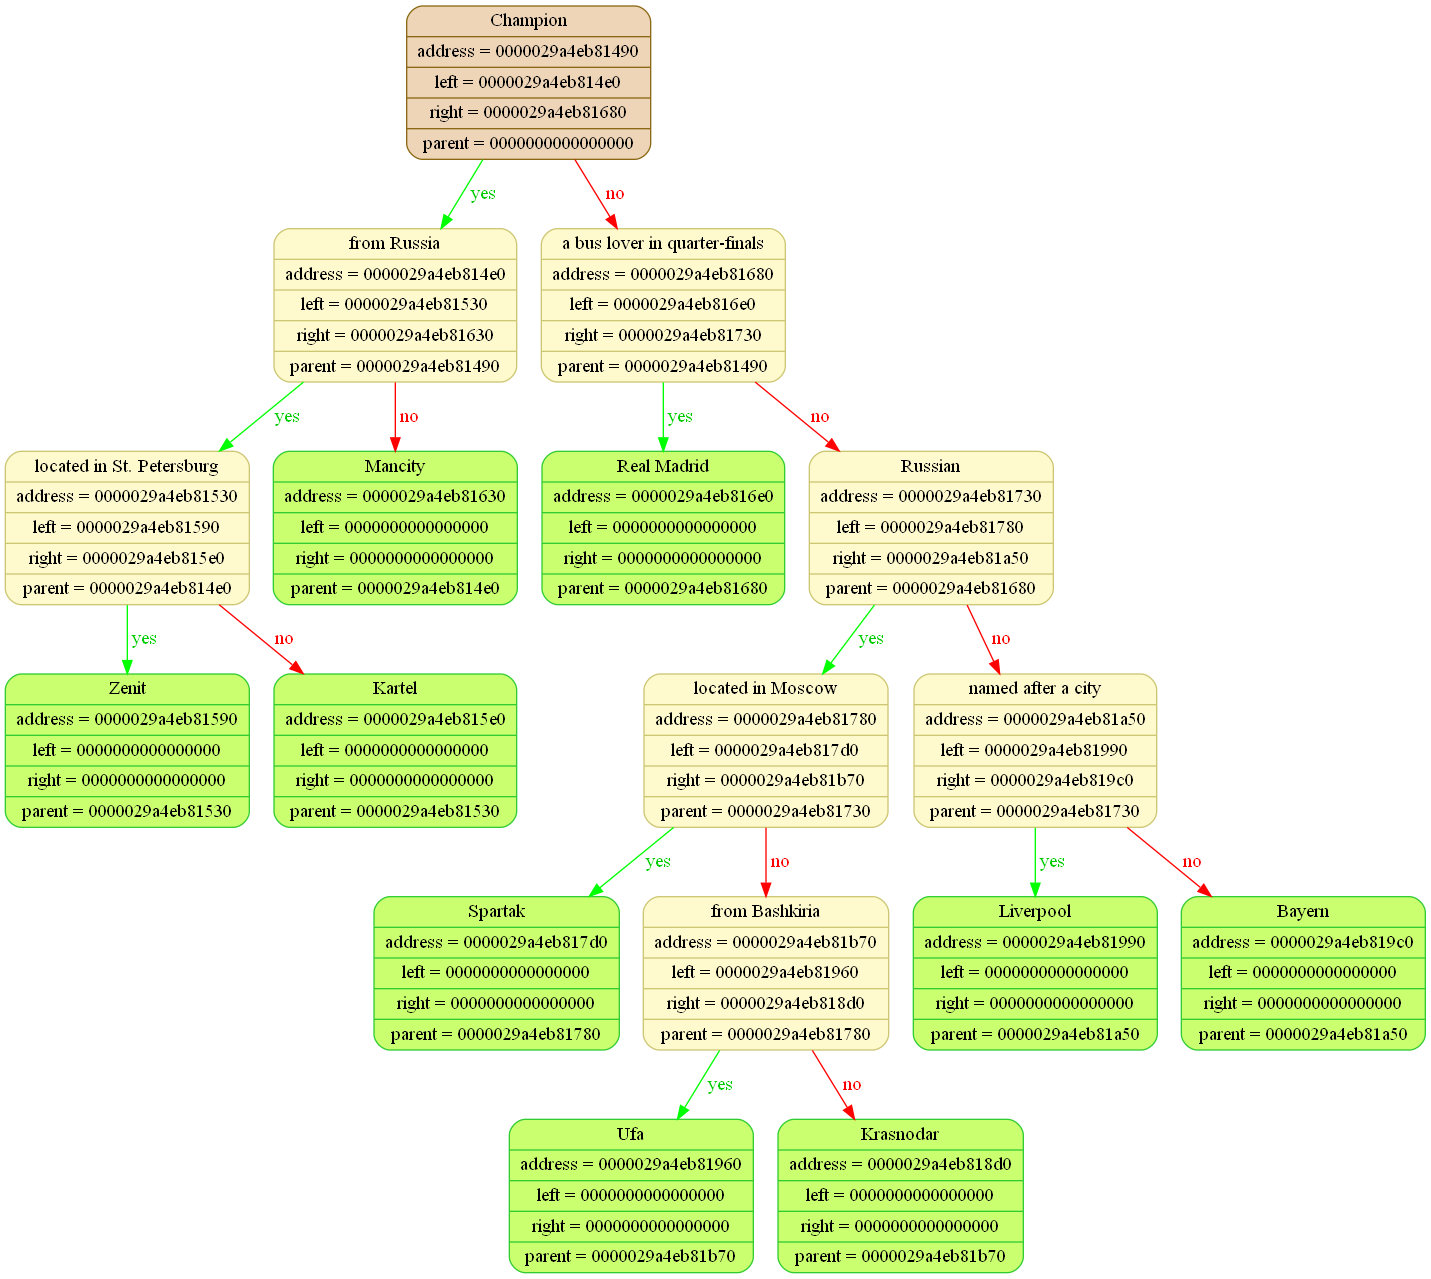 Champion
address = 0000029a4eb81490
left = 0000029a4eb814e0
right = 0000029a4eb81680
parent = 0000000000000000
yes
no
from Russia
address = 0000029a4eb814e0
left = 0000029a4eb81530
right = 0000029a4eb81630
parent = 0000029a4eb81490
a bus lover in quarter-finals
address = 0000029a4eb81680
left = 0000029a4eb816e0
right = 0000029a4eb81730
parent = 0000029a4eb81490
yes
no
yes
no
located in St. Petersburg
address = 0000029a4eb81530
left = 0000029a4eb81590
right = 0000029a4eb815e0
parent = 0000029a4eb814e0
Mancity
address = 0000029a4eb81630
left = 0000000000000000
right = 0000000000000000
parent = 0000029a4eb814e0
Real Madrid
address = 0000029a4eb816e0
left = 0000000000000000
right = 0000000000000000
parent = 0000029a4eb81680
Russian
address = 0000029a4eb81730
left = 0000029a4eb81780
right = 0000029a4eb81a50
parent = 0000029a4eb81680
yes
no
yes
no
Zenit
address = 0000029a4eb81590
left = 0000000000000000
right = 0000000000000000
parent = 0000029a4eb81530
Kartel
address = 0000029a4eb815e0
left = 0000000000000000
right = 0000000000000000
parent = 0000029a4eb81530
located in Moscow
address = 0000029a4eb81780
left = 0000029a4eb817d0
right = 0000029a4eb81b70
parent = 0000029a4eb81730
named after a city
address = 0000029a4eb81a50
left = 0000029a4eb81990
right = 0000029a4eb819c0
parent = 0000029a4eb81730
yes
no
yes
no
Spartak
address = 0000029a4eb817d0
left = 0000000000000000
right = 0000000000000000
parent = 0000029a4eb81780
from Bashkiria
address = 0000029a4eb81b70
left = 0000029a4eb81960
right = 0000029a4eb818d0
parent = 0000029a4eb81780
Liverpool
address = 0000029a4eb81990
left = 0000000000000000
right = 0000000000000000
parent = 0000029a4eb81a50
Bayern
address = 0000029a4eb819c0
left = 0000000000000000
right = 0000000000000000
parent = 0000029a4eb81a50
yes
no
Ufa
address = 0000029a4eb81960
left = 0000000000000000
right = 0000000000000000
parent = 0000029a4eb81b70
Krasnodar
address = 0000029a4eb818d0
left = 0000000000000000
right = 0000000000000000
parent = 0000029a4eb81b70